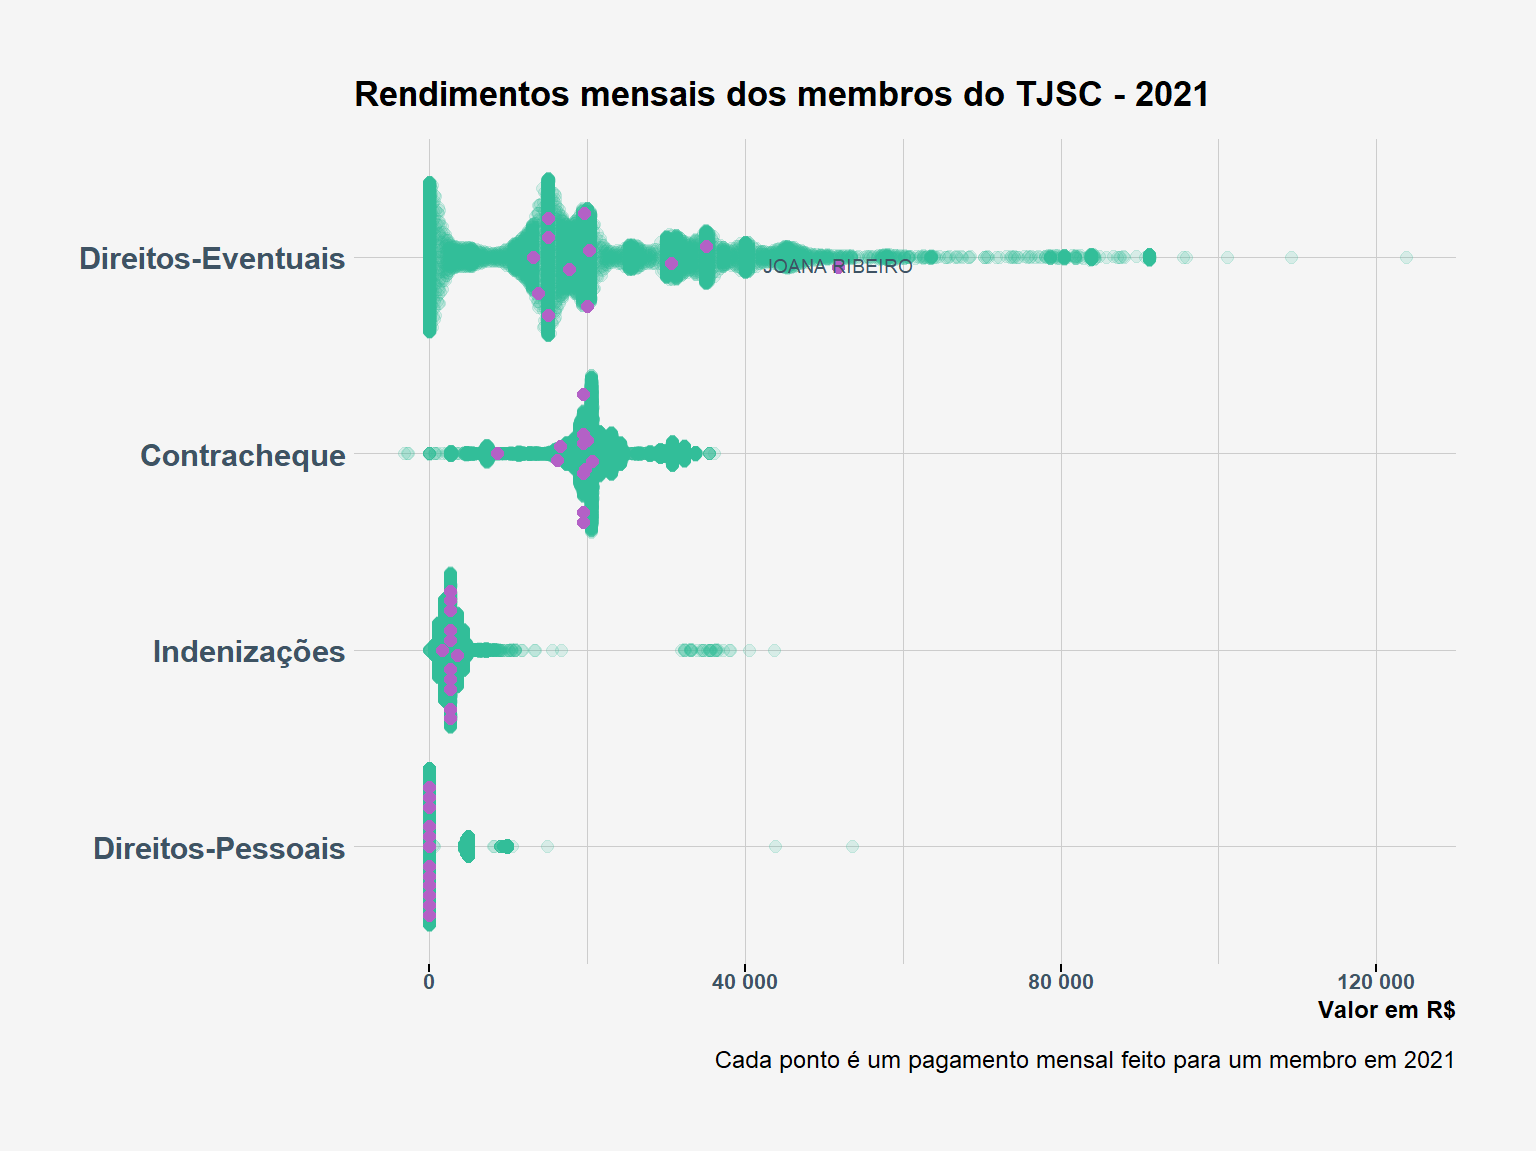 Rendimentos mensais dos membros do TJSC - 2021
Direitos-Eventuais
JOANA RIBEIRO
Contracheque
Indenizações
Direitos-Pessoais
0 40 000 80 000 120 000
Valor em R$
Cada ponto é um pagamento mensal feito para um membro em 2021